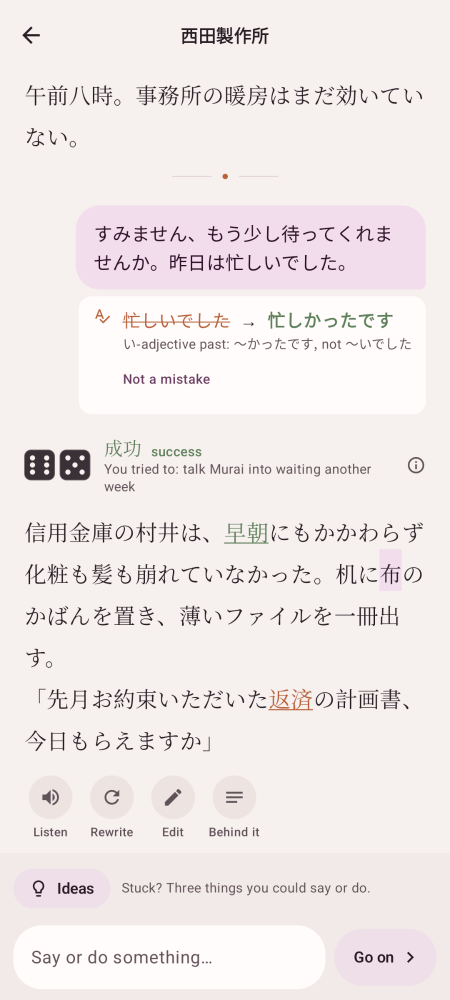 西田製作所
午前八時。事務所の暖房はまだ効いてい
ない。
すみません、もう少し待ってくれま
せんか。昨日は忙しいでした。
忙しいでした → 忙しかったです
い-adjective past: 〜かったです, not 〜いでした
Not a mistake
成功 success
You tried to: talk Murai into waiting another
week
信用金庫の村井は、早朝にもかかわらず
化粧も髪も崩れていなかった。机に布の
かばんを置き、薄いファイルを一冊出
す。
「先月お約束いただいた返済の計画書、
今日もらえますか」
Listen Rewrite Edit Behind it
Ideas Stuck? Three things you could say or do.
Say or do something… Go on